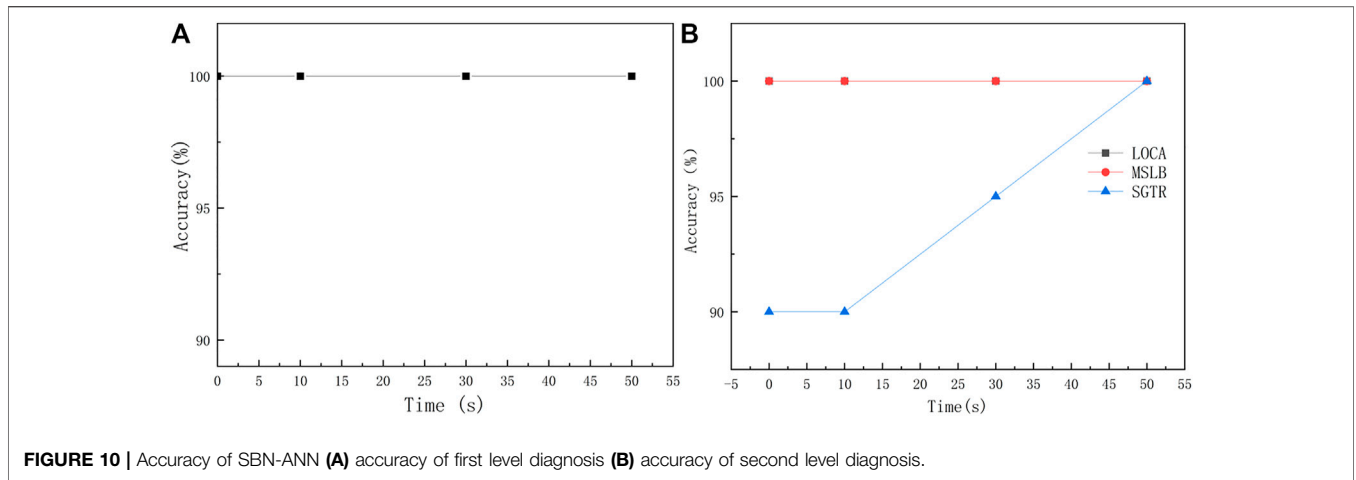 A
Accuracy(%)
100
95
90
0 5 10 15 20 25 30 35 40 45 50 55
Time (s)
B
Accuracy (%)
100
95
90
LOCA
MSLB
SGTR
-5 0 5 10 15 20 25 30 35 40 45 50 55
Time(s)
FIGURE 10 | Accuracy of SBN-ANN (A) accuracy of first level diagnosis (B) accuracy of second level diagnosis.